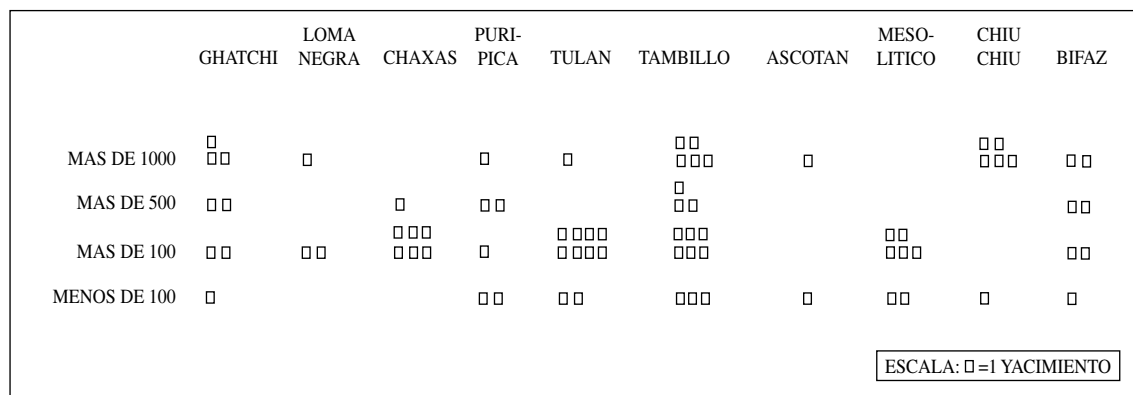 LOMA PURI- MESO- CHIU
GHATCHI NEGRA CHAXAS PICA TULAN TAMBILLO ASCOTAN LITICO CHIU BIFAZ
MAS DE 1000
MAS DE 500
MAS DE 100
MENOS DE 100
ESCALA: □ =1 YACIMIENTO